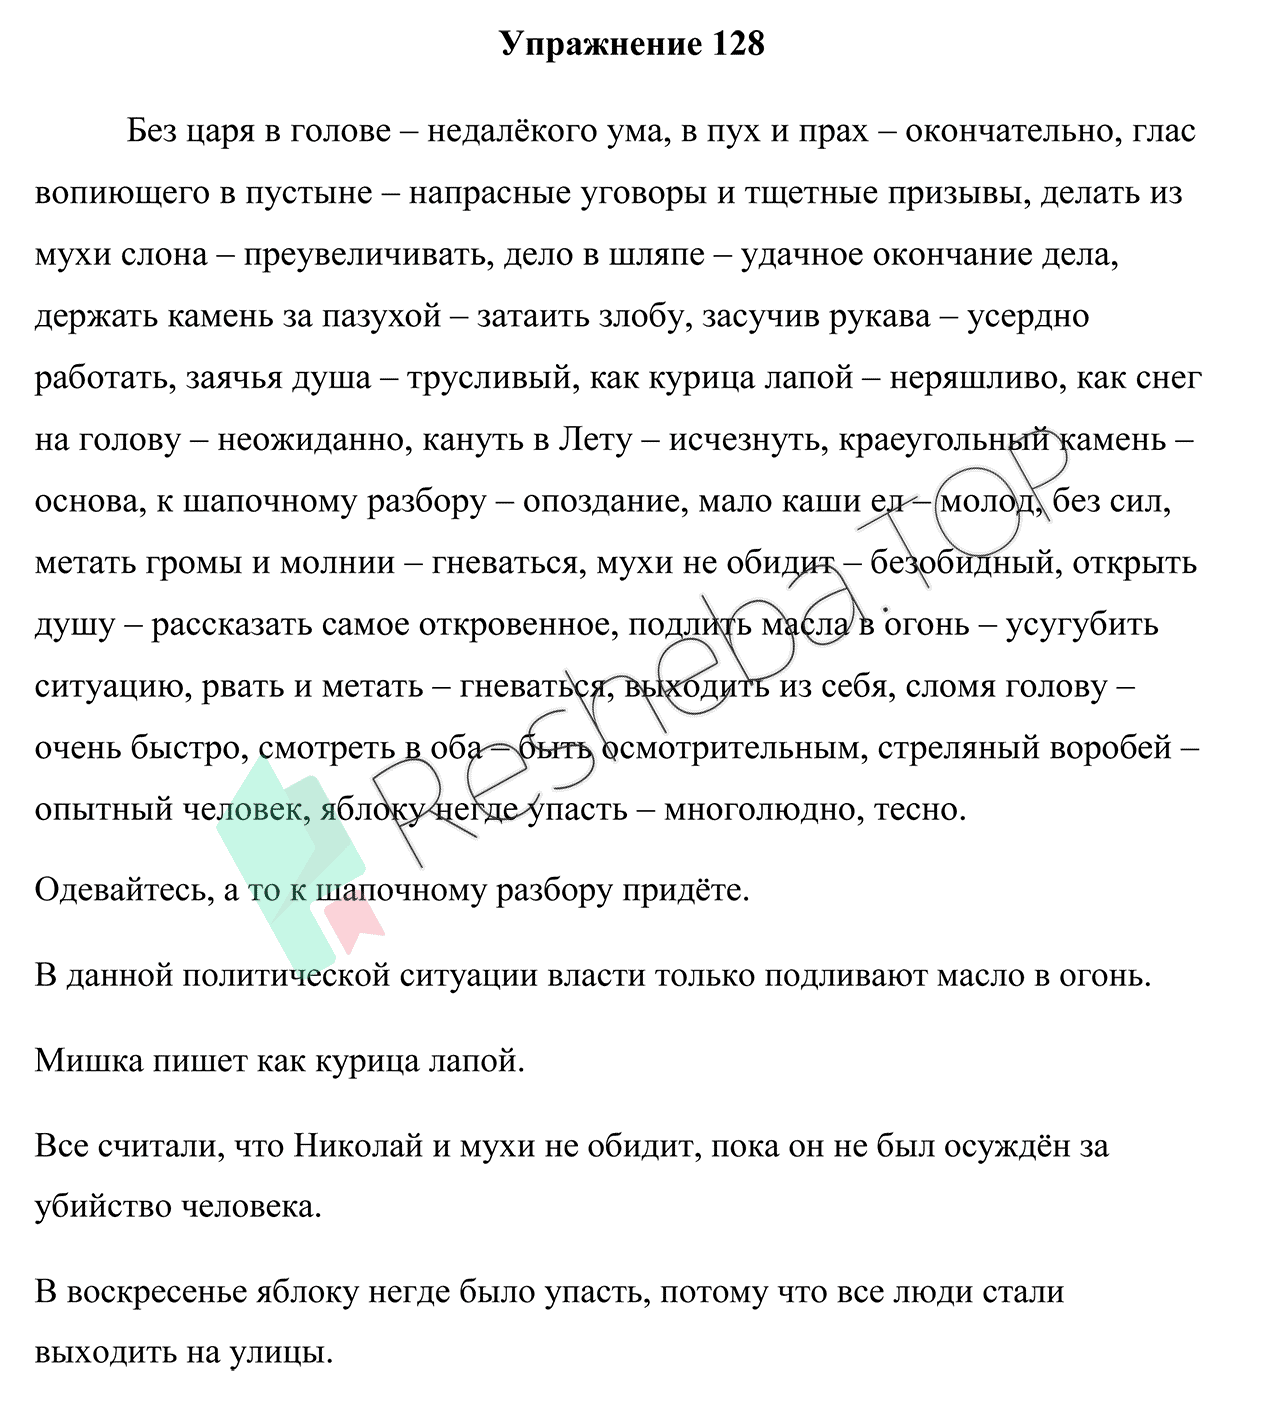 Упражнение 128
Без царя в голове – недалёкого ума, в пух и прах – окончательно, глас
вопиющего в пустыне – напрасные уговоры и тщетные призывы, делать из
мухи слона – преувеличивать, дело в шляпе – удачное окончание дела,
держать камень за пазухой – затаить злобу, засучив рукава – усердно
работать, заячья душа – трусливый, как курица лапой – неряшливо, как снег
на голову – неожиданно, кануть в Лету – исчезнуть, краеугольный камень –
основа, к шапочному разбору – опоздание, мало каши ел – молод, без сил,
метать громы и молнии – гневаться, мухи не обидит – безобидный, открыть
душу – рассказать самое откровенное, подлить масла в огонь – усугубить
ситуацию, рвать и метать – гневаться, выходить из себя, сломя голову –
очень быстро, смотреть в оба – быть осмотрительным, стреляный воробей –
опытный человек, яблоку негде упасть – многолюдно, тесно.
Одевайтесь, а то к шапочному разбору придёте.
В данной политической ситуации власти только подливают масло в огонь.
Мишка пишет как курица лапой.
Все считали, что Николай и мухи не обидит, пока он не был осуждён за
убийство человека.
В воскресенье яблоку негде было упасть, потому что все люди стали
выходить на улицы.
Resheba.TOP